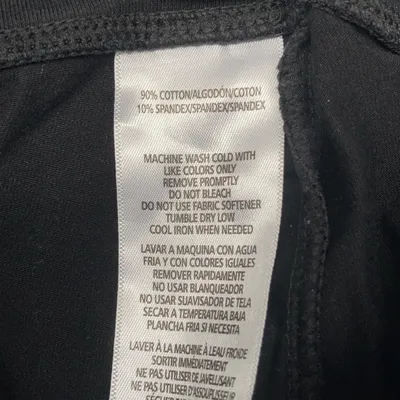 90% COTTON/ALGODÓN/COTON
10% SPANDEX/SPANDEX/SPANDEX
MACHINE WASH COLD WITH
LIKE COLORS ONLY
REMOVE PROMPTLY
DO NOT BLEACH
DO NOT USE FABRIC SOFTENER
TUMBLE DRY LOW
COOL IRON WHEN NEEDED
LAVAR A MAQUINA CON AGUA
FRIA Y CON COLORES IGUALES
REMOVER RAPIDAMENTE
NO USAR BLANQUEADOR
NO USAR SUAVISADOR DE TELA
SECAR A TEMPERATURA BAJA
PLANCHA FRIA SI NECESITA
LAVER À LA MACHINE À LEAU FROIDE
SORTIR IMMÉDIATEMENT
NE PAS UTILISER DE JAVELLISANT
NE PAS UTILISER D'ASSOUPLISEUR